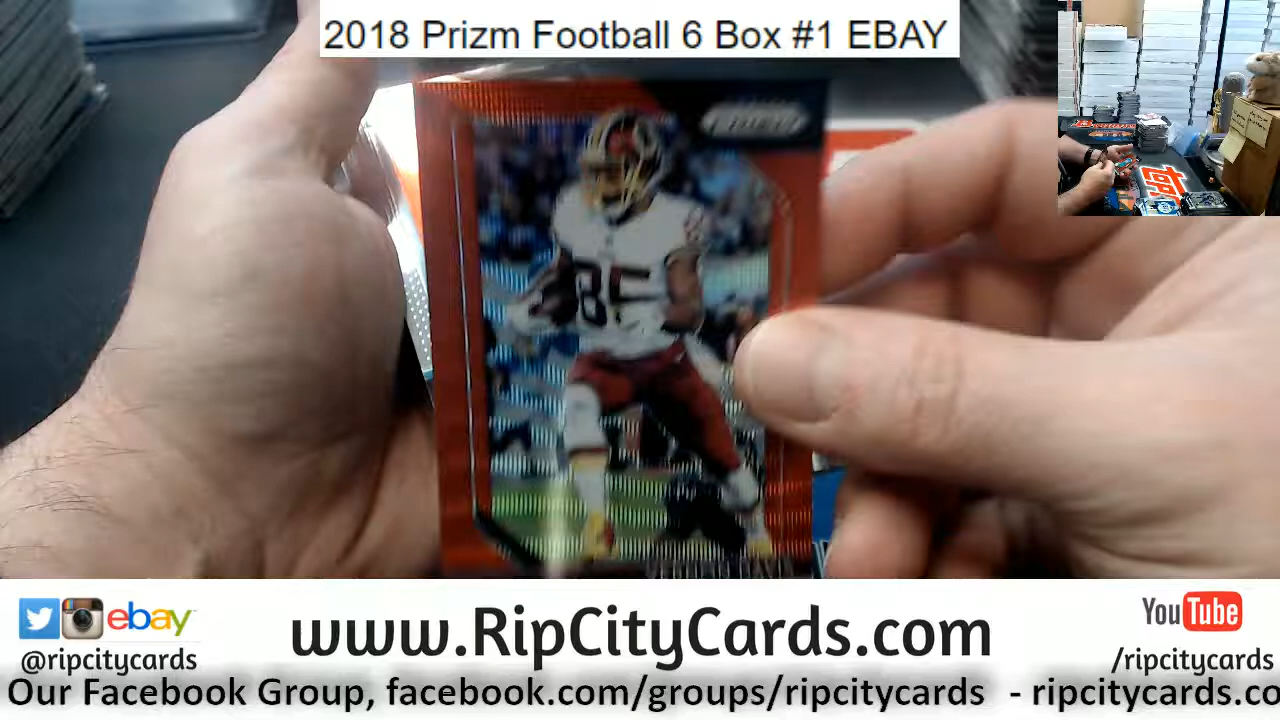 2018 Prizm Football 6 Box #1 EBAY
PRIZM
85
ebay
www.RipCityCards.com
YouTube
@ripcitycards
/ripcitycards
Our Facebook Group, facebook.com/groups/ripcitycards - ripcitycards.co